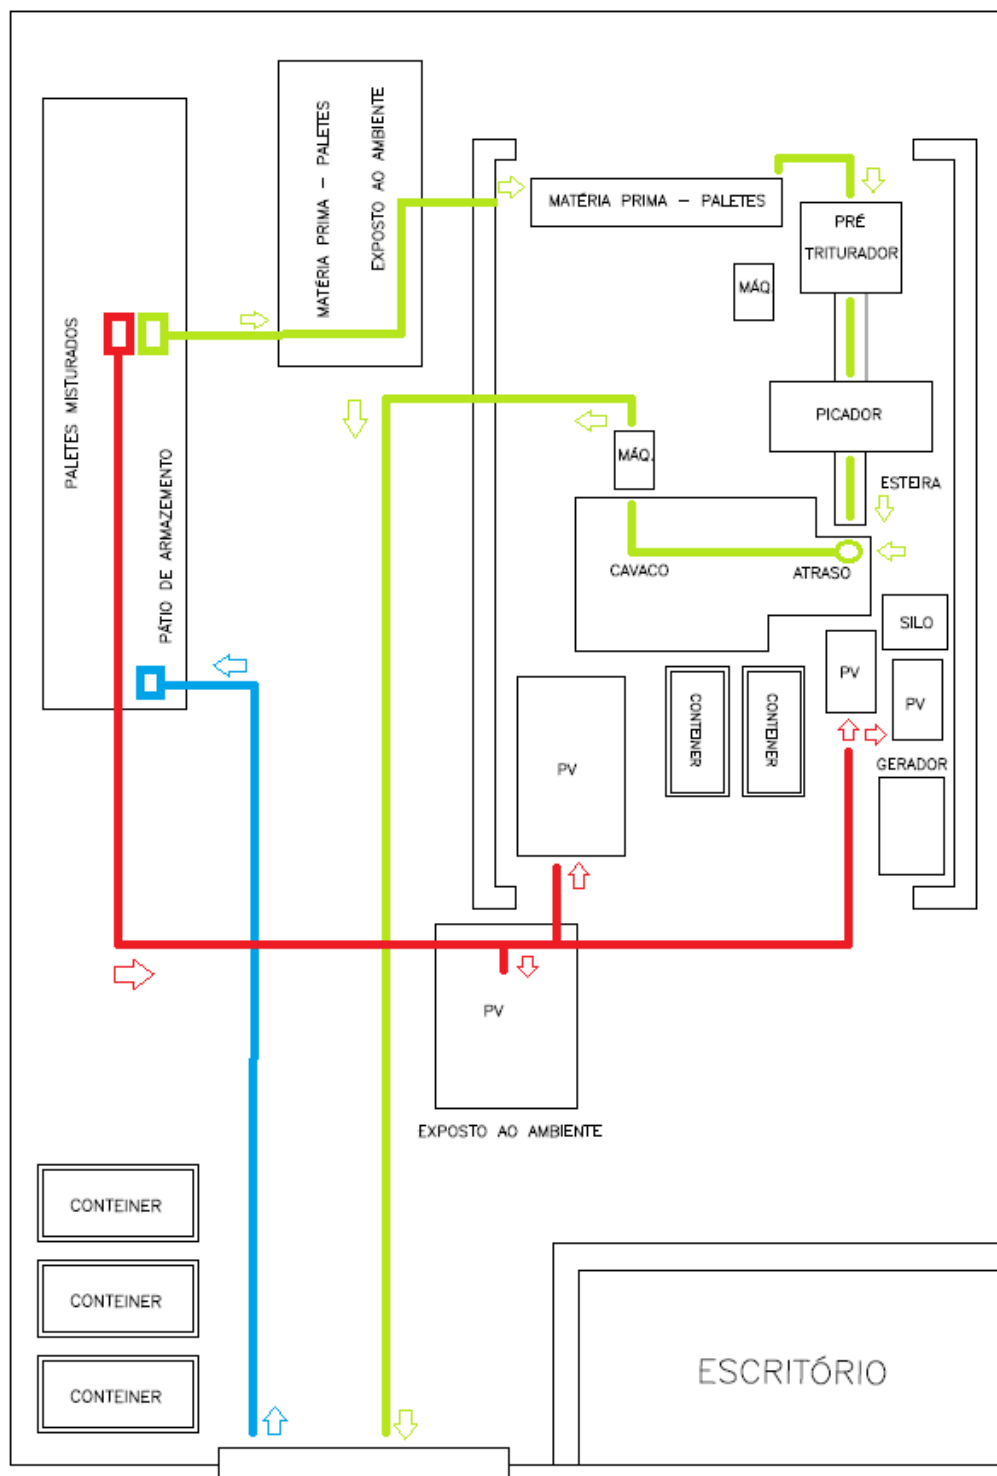 MATÉRIA PRIMA – PALETES
EXPOSTO AO AMBIENTE
MATÉRIA PRIMA – PALETES
PRÉ
TRITURADOR
MÁQ.
PALETES MISTURADOS
PÁTIO DE ARMAZEMENTO
PICADOR
MÁQ.
ESTEIRA
CAVACO
ATRASO
SILO
PV
PV
CONTEINER
CONTEINER
PV
GERADOR
PV
EXPOSTO AO AMBIENTE
CONTEINER
CONTEINER
CONTEINER
ESCRITÓRIO